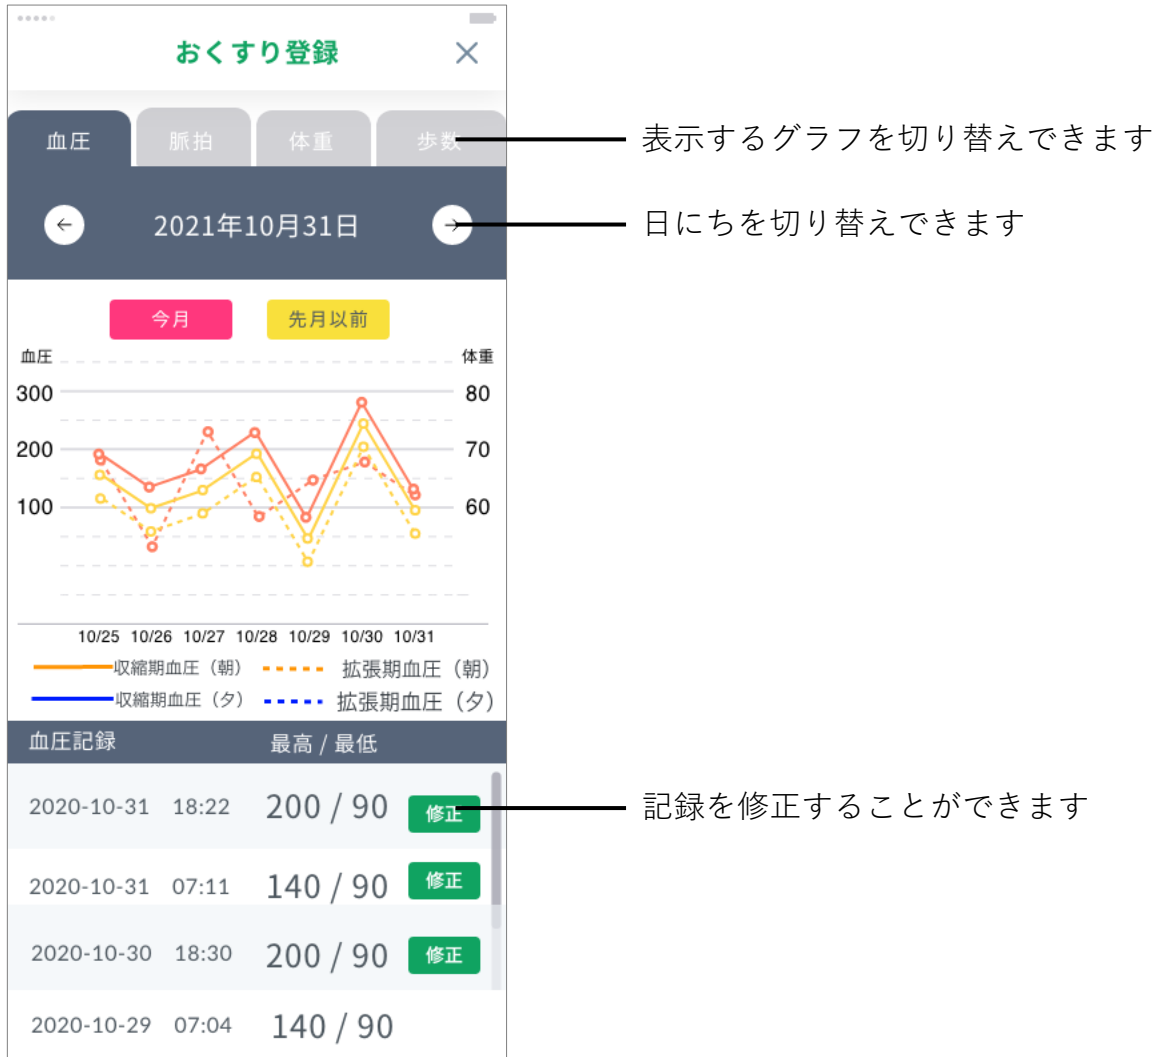 おくすり登録
血圧 脈拍 体重 歩数 表示するグラフを切り替えできます
2021年10月31日 日にちを切り替えできます
今月 先月以前
血圧 体重
300 80
200 70
100 60
10/25 10/26 10/27 10/28 10/29 10/30 10/31
収縮期血圧（朝） 拡張期血圧（朝）
収縮期血圧（夕） 拡張期血圧（夕）
血圧記録 最高 / 最低
2020-10-31 18:22 200 / 90 修正 記録を修正することができます
2020-10-31 07:11 140 / 90 修正
2020-10-30 18:30 200 / 90 修正
2020-10-29 07:04 140 / 90